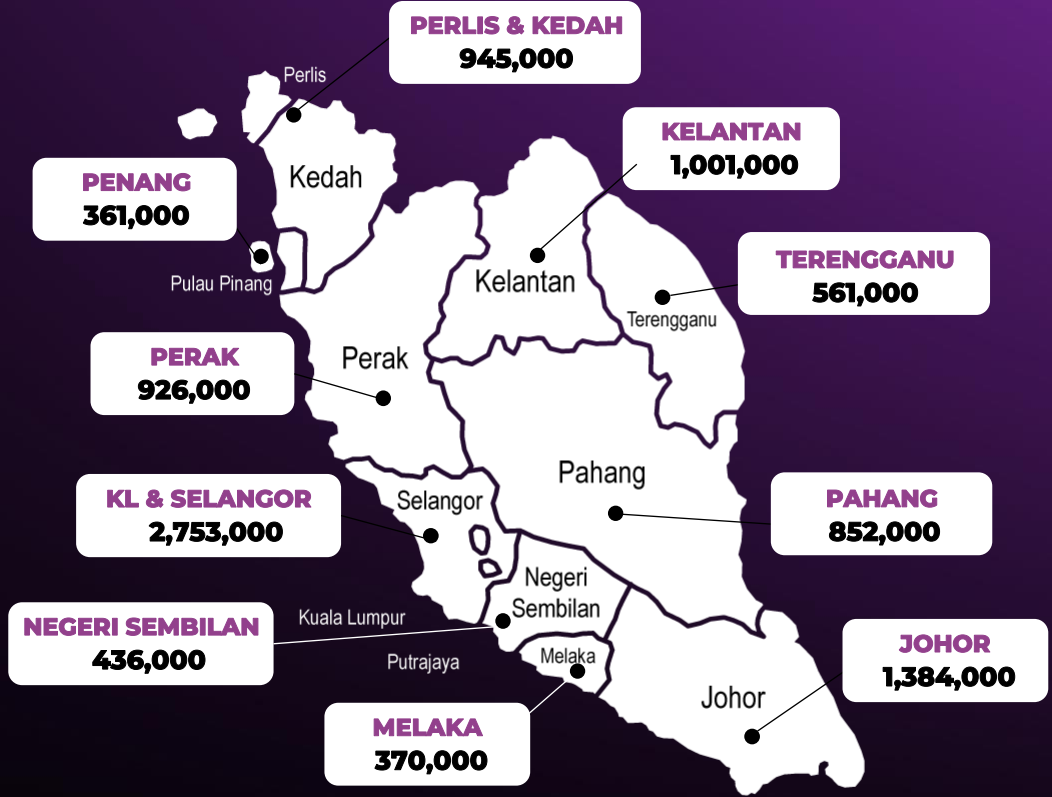 PERLIS & KEDAH
945,000
Perlis
KELANTAN
1,001,000
Kedah
PENANG
361,000
Pulau Pinang
Kelantan
TERENGGANU
561,000
Terengganu
PERAK
926,000
Perak
Pahang
KL & SELANGOR
2,753,000
Selangor
PAHANG
852,000
Negeri
Sembilan
Kuala Lumpur
NEGERI SEMBILAN
436,000
Putrajaya
Melaka
JOHOR
1,384,000
Johor
MELAKA
370,000